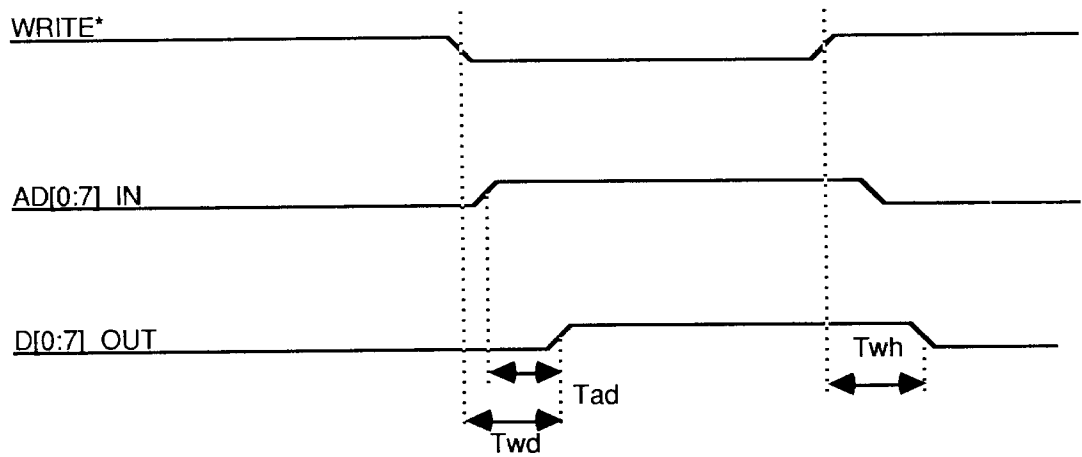 WRITE*
AD[0:7] IN
D[0:7] OUT
Twh
Tad
Twd